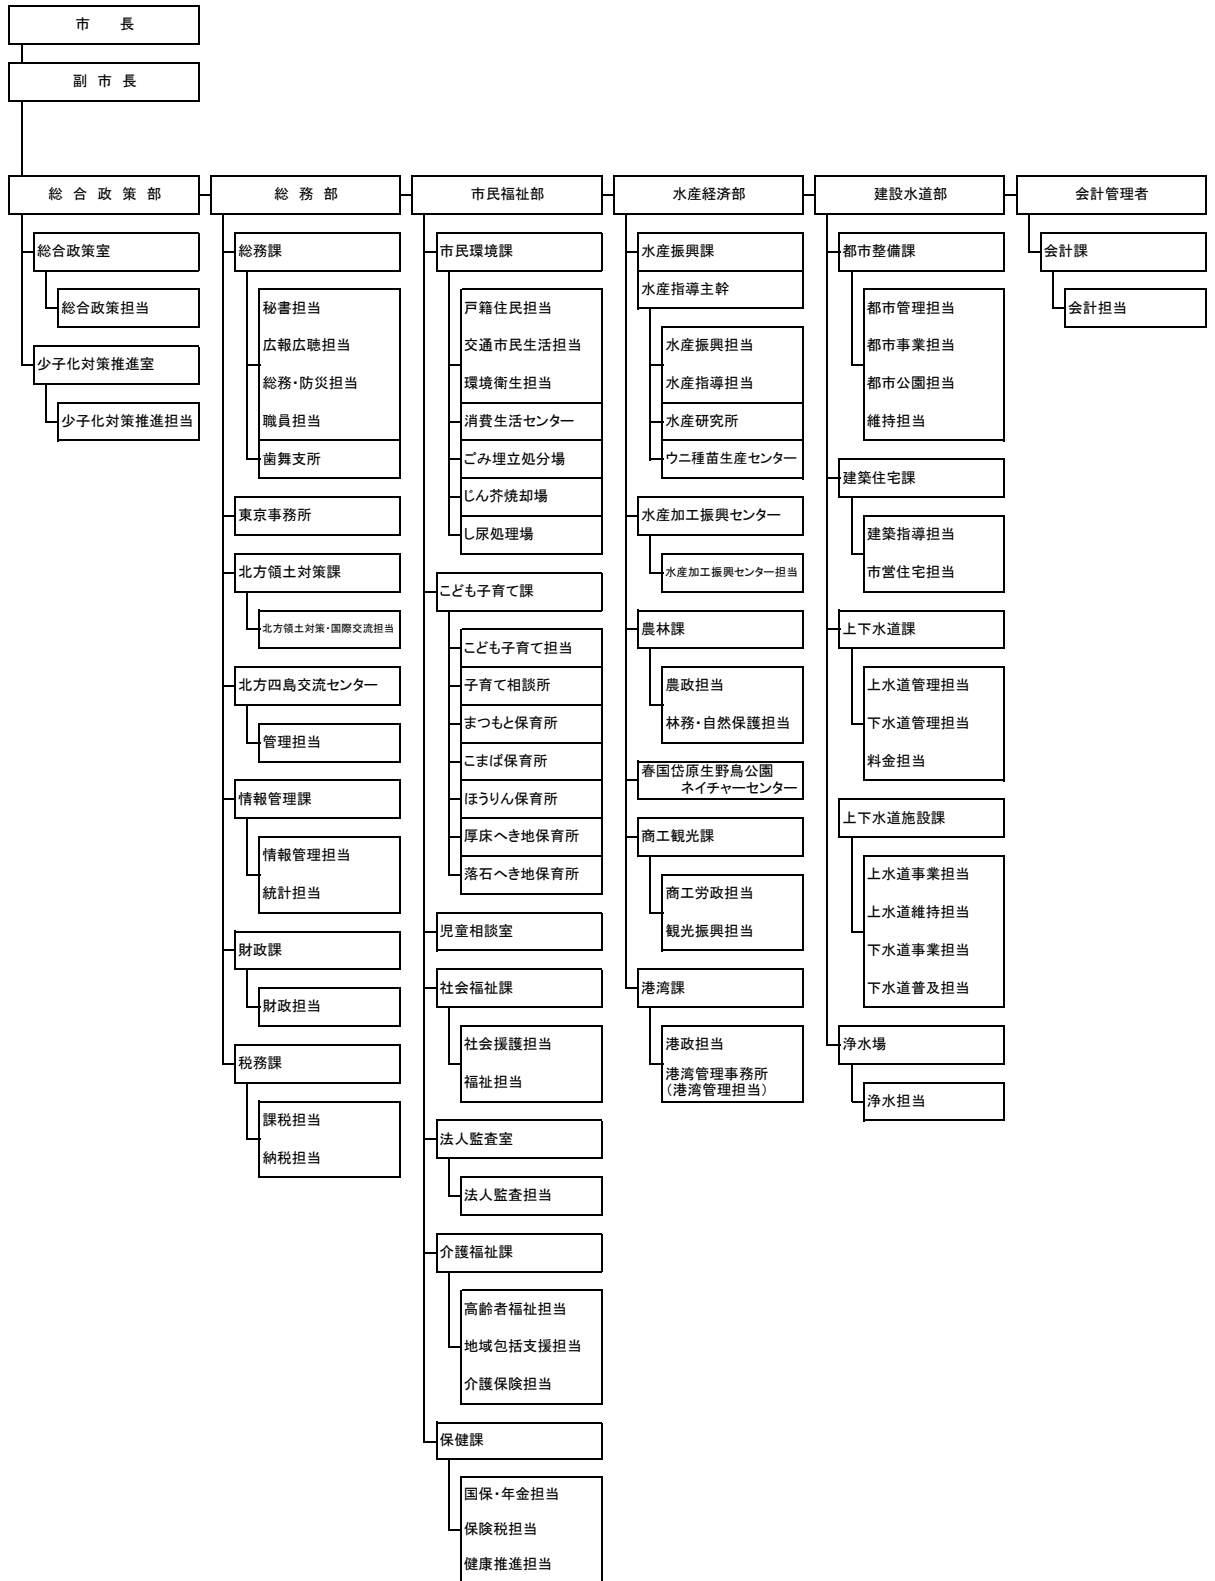 市　長
副 市 長
総 合 政 策 部
総合政策室
総合政策担当
少子化対策推進室
少子化対策推進担当
総 務 部
総務課
秘書担当
広報広聴担当
総務・防災担当
職員担当
歯舞支所
東京事務所
北方領土対策課
北方領土対策・国際交流担当
北方四島交流センター
管理担当
情報管理課
情報管理担当
統計担当
財政課
財政担当
税務課
課税担当
納税担当
市民福祉部
市民環境課
戸籍住民担当
交通市民生活担当
環境衛生担当
消費生活センター
ごみ埋立処分場
じん芥焼却場
し尿処理場
こども子育て課
こども子育て担当
子育て相談所
まつもと保育所
こまば保育所
ほうりん保育所
厚床へき地保育所
落石へき地保育所
児童相談室
社会福祉課
社会援護担当
福祉担当
法人監査室
法人監査担当
介護福祉課
高齢者福祉担当
地域包括支援担当
介護保険担当
保健課
国保・年金担当
保険税担当
健康推進担当
水産経済部
水産振興課
水産指導主幹
水産振興担当
水産指導担当
水産研究所
ウニ種苗生産センター
水産加工振興センター
水産加工振興センター担当
農林課
農政担当
林務・自然保護担当
春国岱原生野鳥公園
ネイチャーセンター
商工観光課
商工労政担当
観光振興担当
港湾課
港政担当
港湾管理事務所
（港湾管理担当）
建設水道部
都市整備課
都市管理担当
都市事業担当
都市公園担当
維持担当
建築住宅課
建築指導担当
市営住宅担当
上下水道課
上水道管理担当
下水道管理担当
料金担当
上下水道施設課
上水道事業担当
上水道維持担当
下水道事業担当
下水道普及担当
浄水場
浄水担当
会計管理者
会計課
会計担当